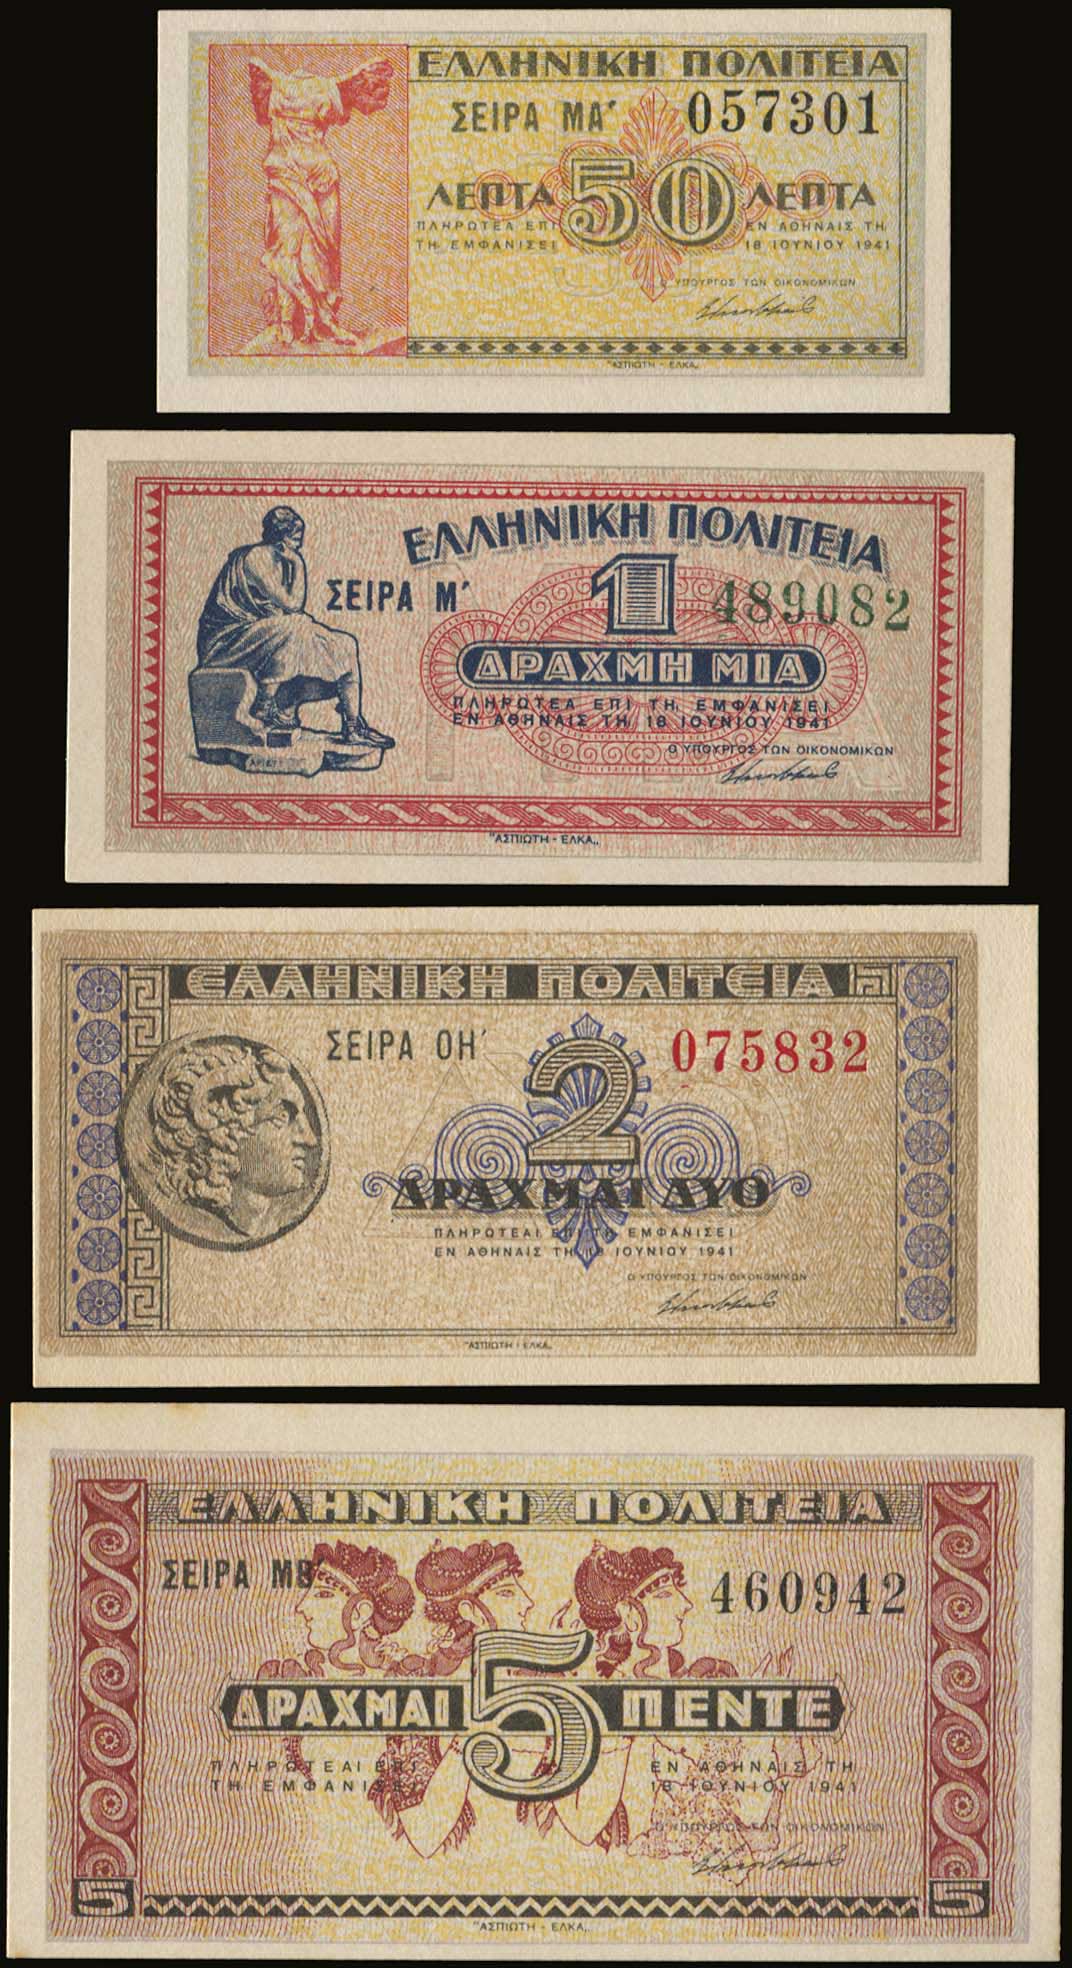 ΕΛΛΗΝΙΚΗ ΠΟΛΙΤΕΙΑ
ΣΕΙΡΑ ΜΑ΄ 057301
ΛΕΠΤΑ 50 ΛΕΠΤΑ
ΠΛΗΡΩΤΕΑ ΕΠΙ ΕΝ ΑΘΗΝΑΙΣ ΤΗ
ΤΗ ΕΜΦΑΝΙΣΕΙ 18 ΙΟΥΝΙΟΥ 1941
Ο ΥΠΟΥΡΓΟΣ ΤΩΝ ΟΙΚΟΝΟΜΙΚΩΝ
"ΑΣΠΙΩΤΗ - ΕΛΚΑ„
ΕΛΛΗΝΙΚΗ ΠΟΛΙΤΕΙΑ
ΣΕΙΡΑ Μ΄ 1 489082
ΔΡΑΧΜΗ ΜΙΑ
ΠΛΗΡΩΤΕΑ ΕΠΙ ΤΗ ΕΜΦΑΝΙΣΕΙ
ΕΝ ΑΘΗΝΑΙΣ ΤΗ 18 ΙΟΥΝΙΟΥ 1941
Ο ΥΠΟΥΡΓΟΣ ΤΩΝ ΟΙΚΟΝΟΜΙΚΩΝ
"ΑΣΠΙΩΤΗ - ΕΛΚΑ„
ΕΛΛΗΝΙΚΗ ΠΟΛΙΤΕΙΑ
ΣΕΙΡΑ ΟΗ΄ 075832
2
ΔΡΑΧΜΑΙ ΔΥΟ
ΠΛΗΡΩΤΕΑΙ ΕΠΙ ΤΗ ΕΜΦΑΝΙΣΕΙ
ΕΝ ΑΘΗΝΑΙΣ ΤΗ 18 ΙΟΥΝΙΟΥ 1941
Ο ΥΠΟΥΡΓΟΣ ΤΩΝ ΟΙΚΟΝΟΜΙΚΩΝ
"ΑΣΠΙΩΤΗ - ΕΛΚΑ„
ΕΛΛΗΝΙΚΗ ΠΟΛΙΤΕΙΑ
ΣΕΙΡΑ ΜΒ΄ 460942
ΔΡΑΧΜΑΙ 5 ΠΕΝΤΕ
ΠΛΗΡΩΤΕΑΙ ΕΠΙ ΕΝ ΑΘΗΝΑΙΣ ΤΗ
ΤΗ ΕΜΦΑΝΙΣΕΙ 18 ΙΟΥΝΙΟΥ 1941
Ο ΥΠΟΥΡΓΟΣ ΤΩΝ ΟΙΚΟΝΟΜΙΚΩΝ
5 5
"ΑΣΠΙΩΤΗ - ΕΛΚΑ„